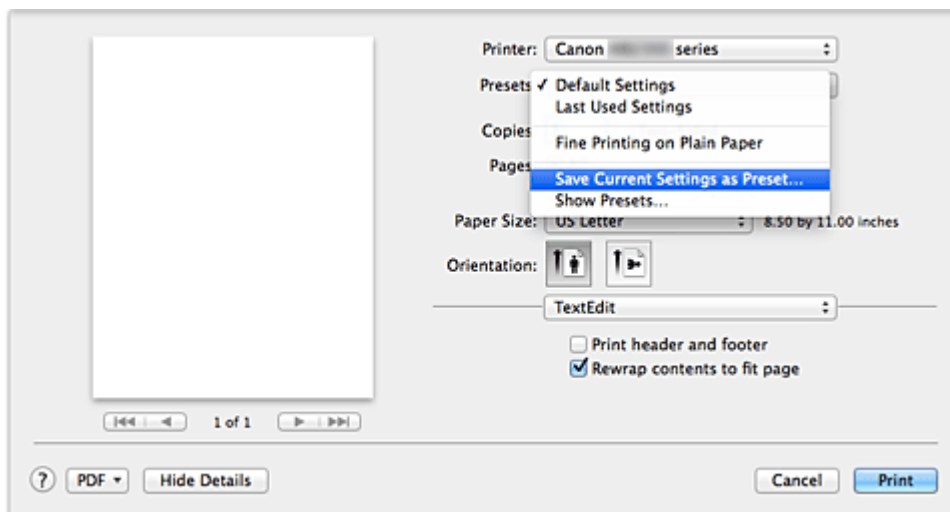 Printer: Canon series
Presets ✓ Default Settings
Last Used Settings
Copies
Fine Printing on Plain Paper
Pages
Save Current Settings as Preset...
Show Presets...
Paper Size: US Letter 8.50 by 11.00 inches
Orientation:
TextEdit
Print header and footer
Rewrap contents to fit page
1 of 1
? PDF Hide Details Cancel Print